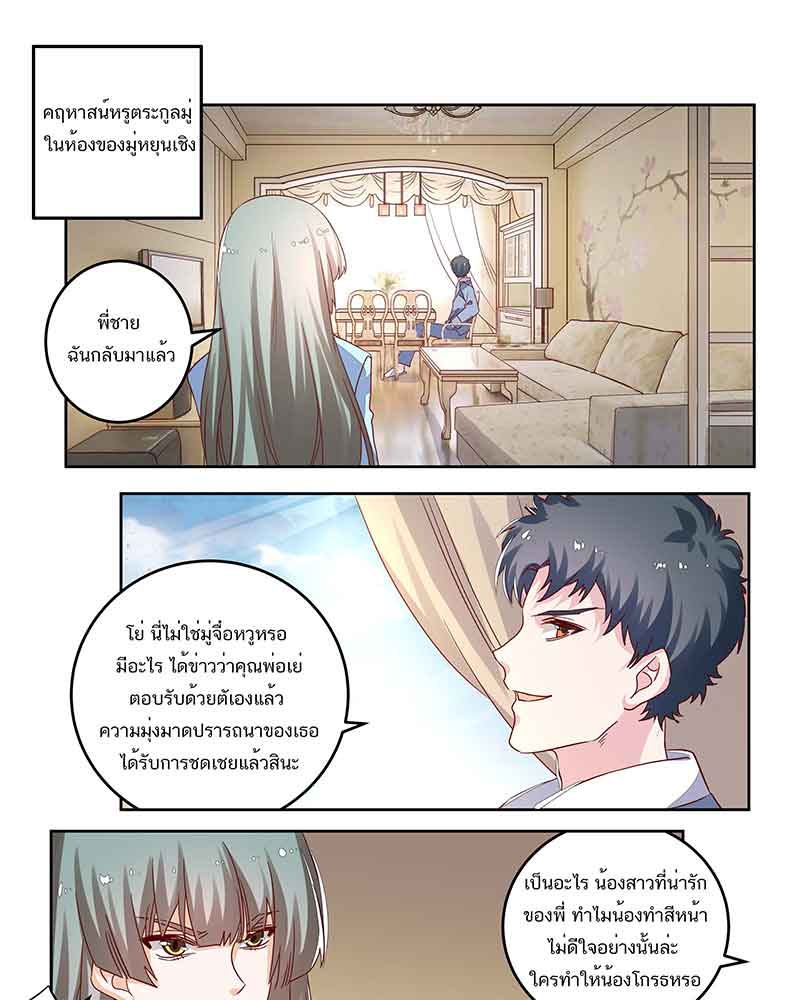 คฤหาสน์หรูตระกูลมู่
ในห้องของมู่หยุนเชิง
พี่ชาย
ฉันกลับมาแล้ว
โย่ นี่ไม่ใช่มู่จื่อหวูหรอ
มีอะไร ได้ข่าวว่าคุณพ่อเย่
ตอบรับด้วยตัเองแล้ว
ความมุ่งมาดปรารถนาของเธอ
ได้รับการชดเชยแล้วสินะ
เป็นอะไร น้องสาวที่น่ารัก
ของพี่ ทำไมน้องทำสีหน้า
ไม่ดีใจอย่างนั้นล่ะ
ใครทำให้น้องโกรธหรอ